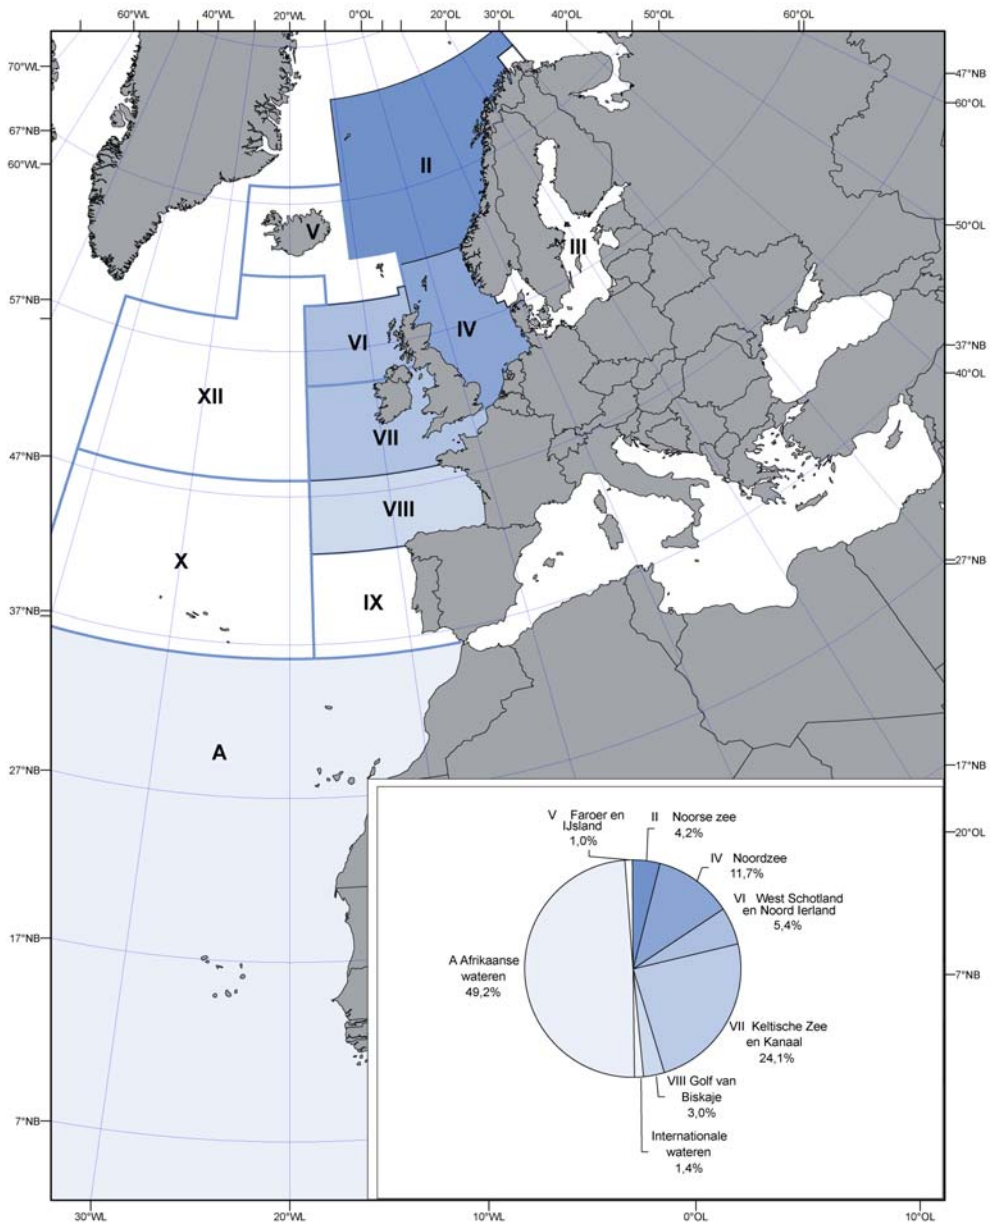 60°WL
40°WL
20°WL
0°OL
20°OL
30°OL
40°OL
50°OL
60°OL
70°WL
67°NB
60°WL
57°NB
47°NB
37°NB
27°NB
17°NB
7°NB
47°NB
60°OL
50°OL
37°NB
40°OL
27°NB
17°NB
20°OL
7°NB
II
V
III
IV
VI
XII
VII
VIII
X
IX
A
V Faroer en
IJsland
1,0%
II Noorse zee
4,2%
IV Noordzee
11,7%
VI West Schotland
en Noord Ierland
5,4%
A Afrikaanse
wateren
49,2%
VII Keltische Zee
en Kanaal
24,1%
VIII Golf van
Biskaje
3,0%
Internationale
wateren
1,4%
30°WL
20°WL
10°WL
0°OL
10°OL